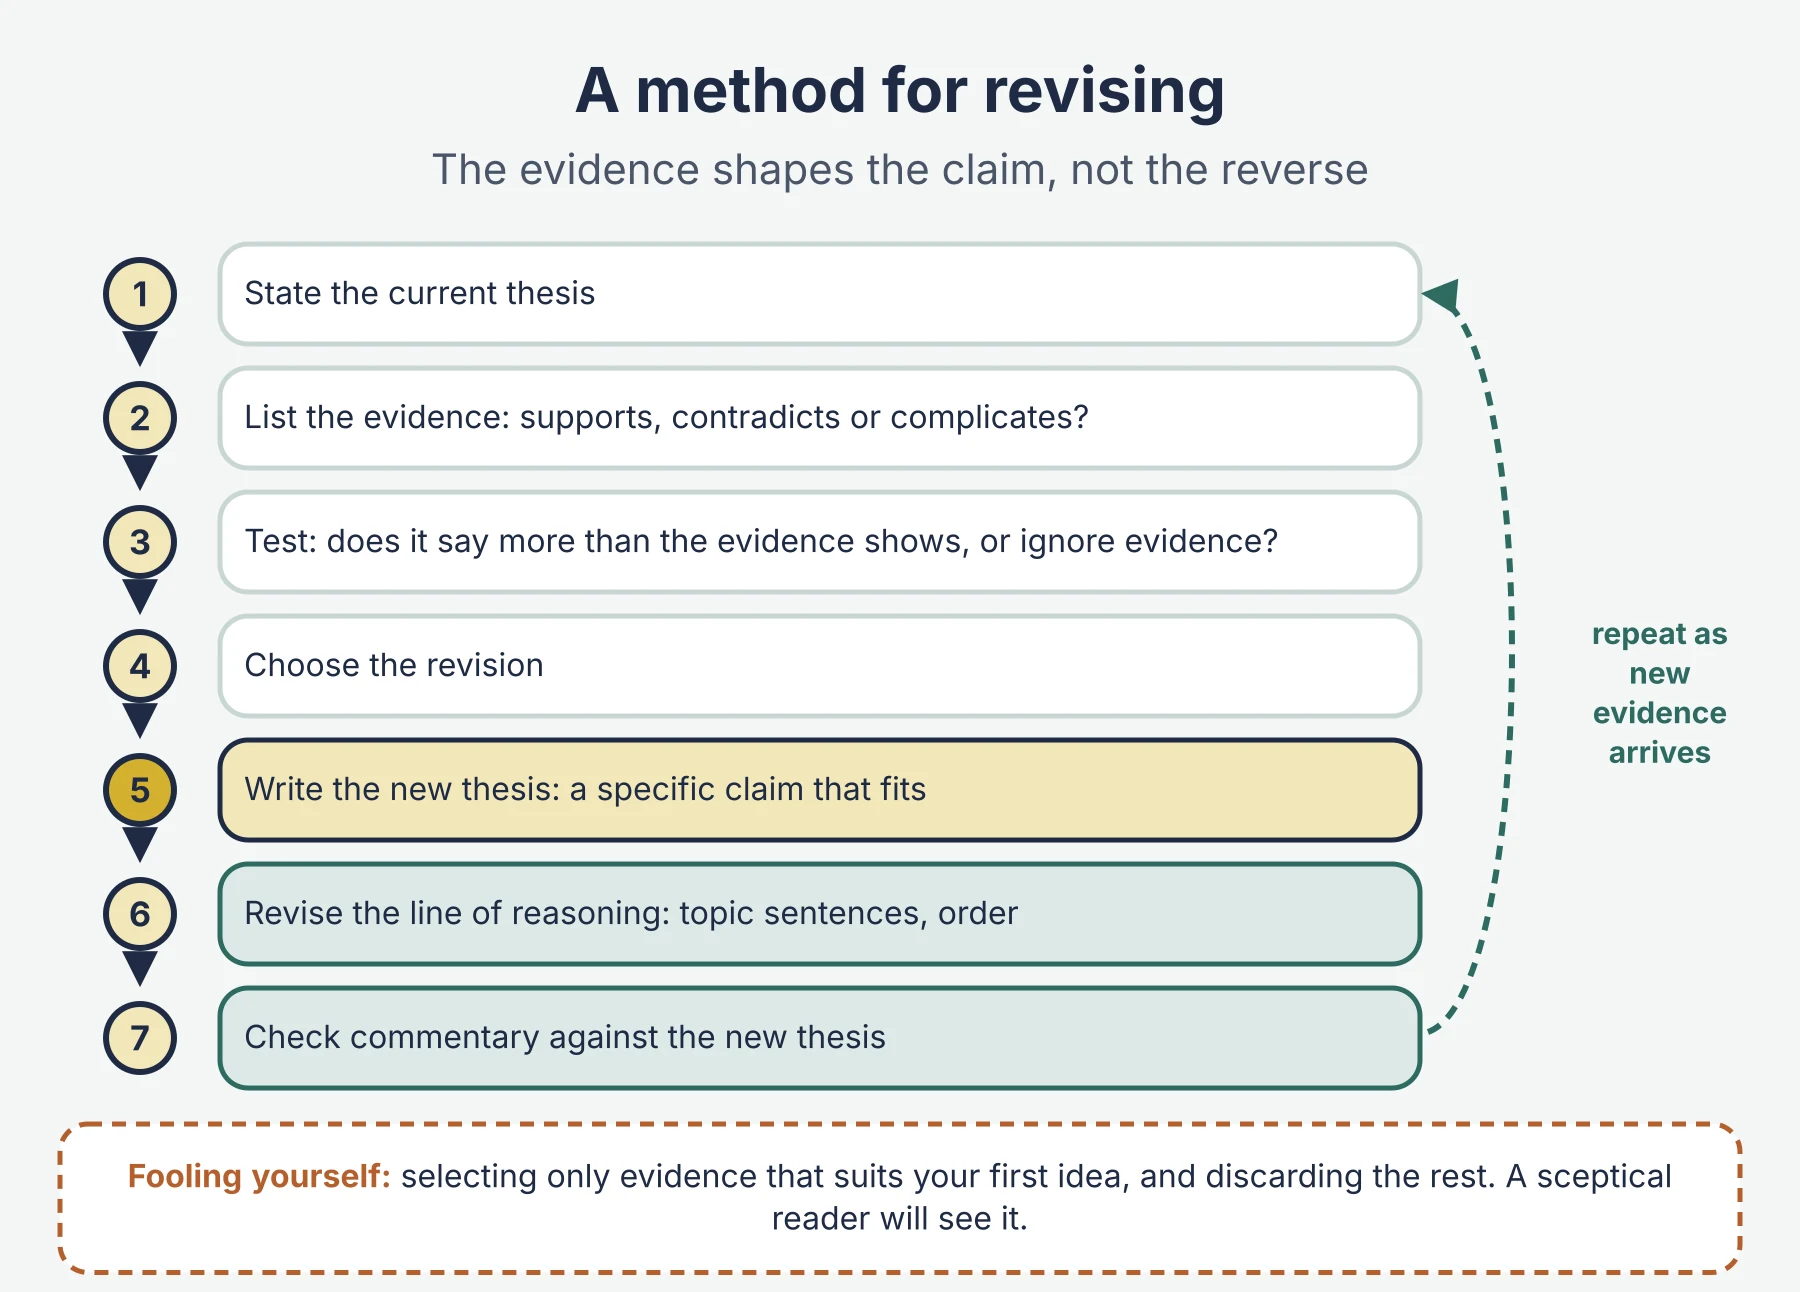 A method for revising
The evidence shapes the claim, not the reverse
1
State the current thesis
2
List the evidence: supports, contradicts or complicates?
3
Test: does it say more than the evidence shows, or ignore evidence?
4
Choose the revision
5
Write the new thesis: a specific claim that fits
6
Revise the line of reasoning: topic sentences, order
7
Check commentary against the new thesis
repeat as
new
evidence
arrives
Fooling yourself: selecting only evidence that suits your first idea, and discarding the rest. A sceptical
reader will see it.